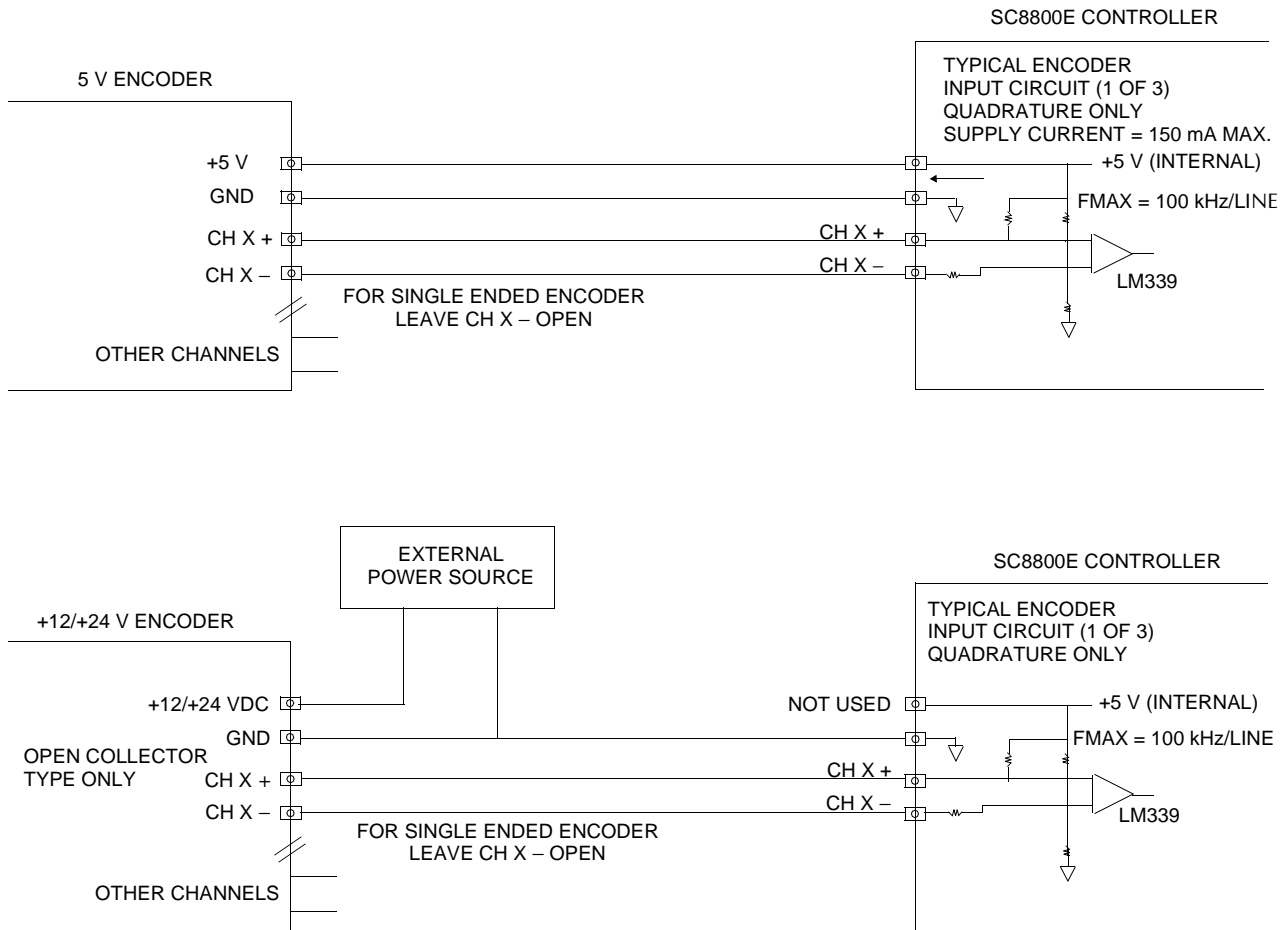 SC8800E CONTROLLER
5 V ENCODER
TYPICAL ENCODER
INPUT CIRCUIT (1 OF 3)
QUADRATURE ONLY
SUPPLY CURRENT = 150 mA MAX.
+5 V
+5 V (INTERNAL)
GND
FMAX = 100 kHz/LINE
CH X +
CH X +
CH X –
CH X –
LM339
FOR SINGLE ENDED ENCODER
LEAVE CH X – OPEN
OTHER CHANNELS
EXTERNAL
POWER SOURCE
SC8800E CONTROLLER
+12/+24 V ENCODER
TYPICAL ENCODER
INPUT CIRCUIT (1 OF 3)
QUADRATURE ONLY
+12/+24 VDC
NOT USED
+5 V (INTERNAL)
GND
FMAX = 100 kHz/LINE
OPEN COLLECTOR
TYPE ONLY
CH X +
CH X +
CH X –
CH X –
LM339
FOR SINGLE ENDED ENCODER
LEAVE CH X – OPEN
OTHER CHANNELS